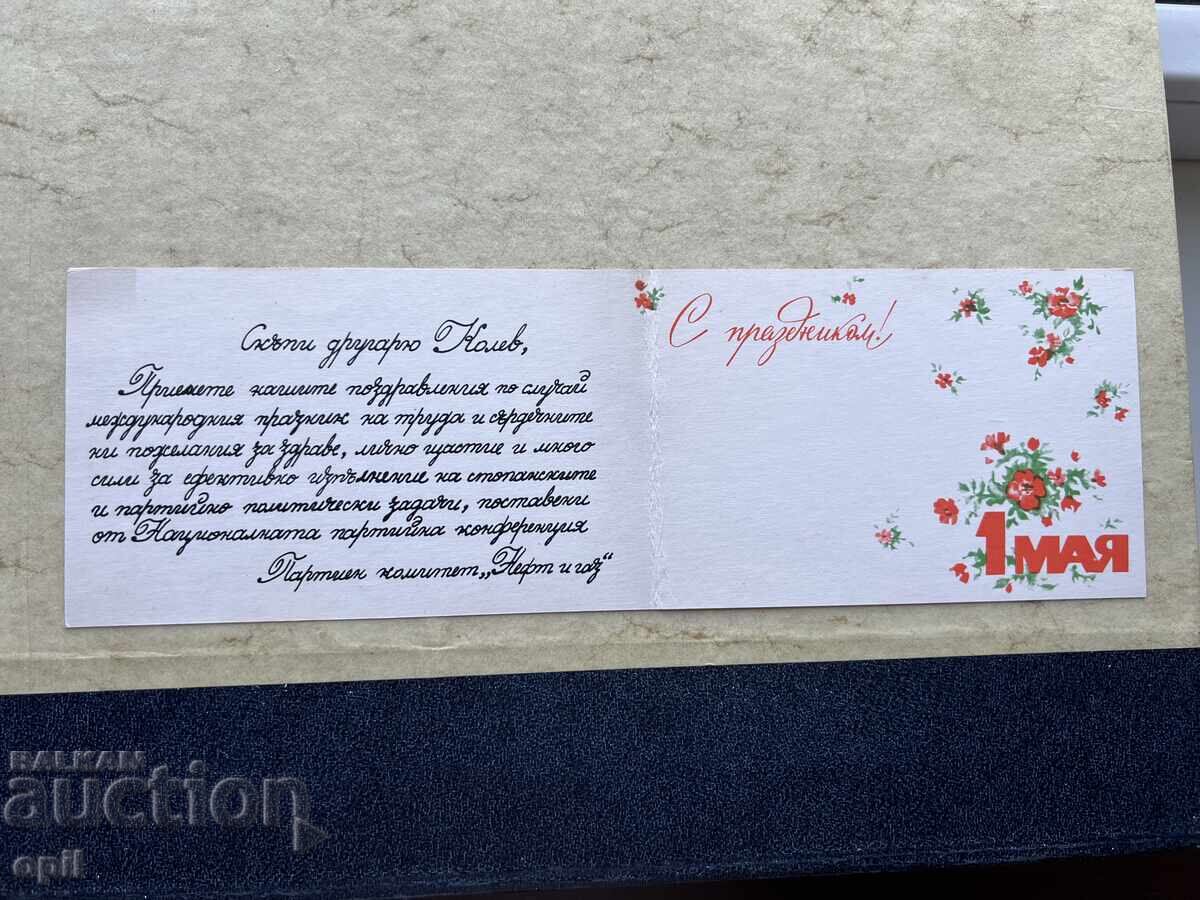 Скъпи другарю Колев,
Приемете нашите поздравления по случай
международния празник на труда и сърдечните
ни пожелания за здраве, лично щастие и много
сили за ефективно изпълнение на стопанските
и партийно политически задачи, поставени
от Националната партийна конференция
Партиен комитет „Нефт и газ"
С праздником!
1 МАЯ
BALKAN
auction
opil